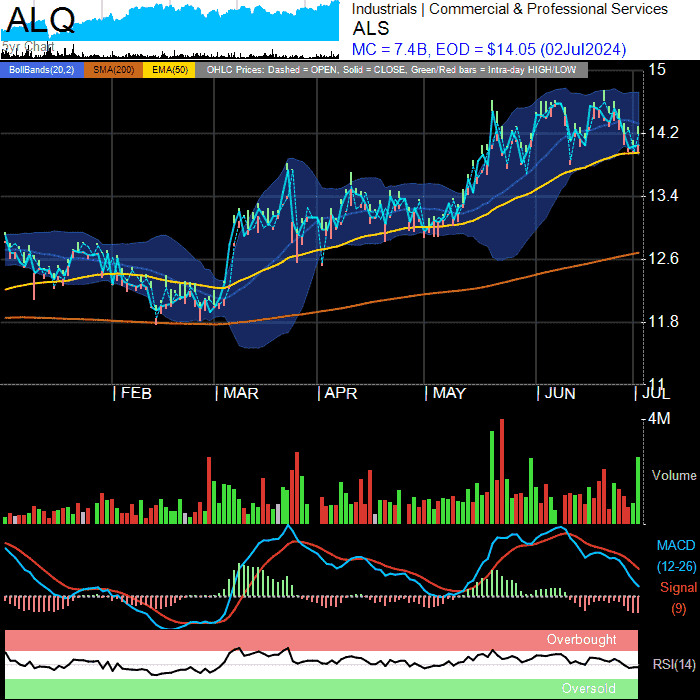 ALQ
5yr Chart
Industrials | Commercial & Professional Services
ALS
MC = 7.4B, EOD = $14.05 (02Jul2024)
BollBands(20,2) SMA(200) EMA(50) OHLC Prices: Dashed = OPEN, Solid = CLOSE, Green/Red bars = Intra-day HIGH/LOW
15
14.2
13.4
12.6
11.8
11
FEB MAR APR MAY JUN JUL
4M
Volume
MACD
(12-26)
Signal
(9)
Overbought
RSI(14)
Oversold